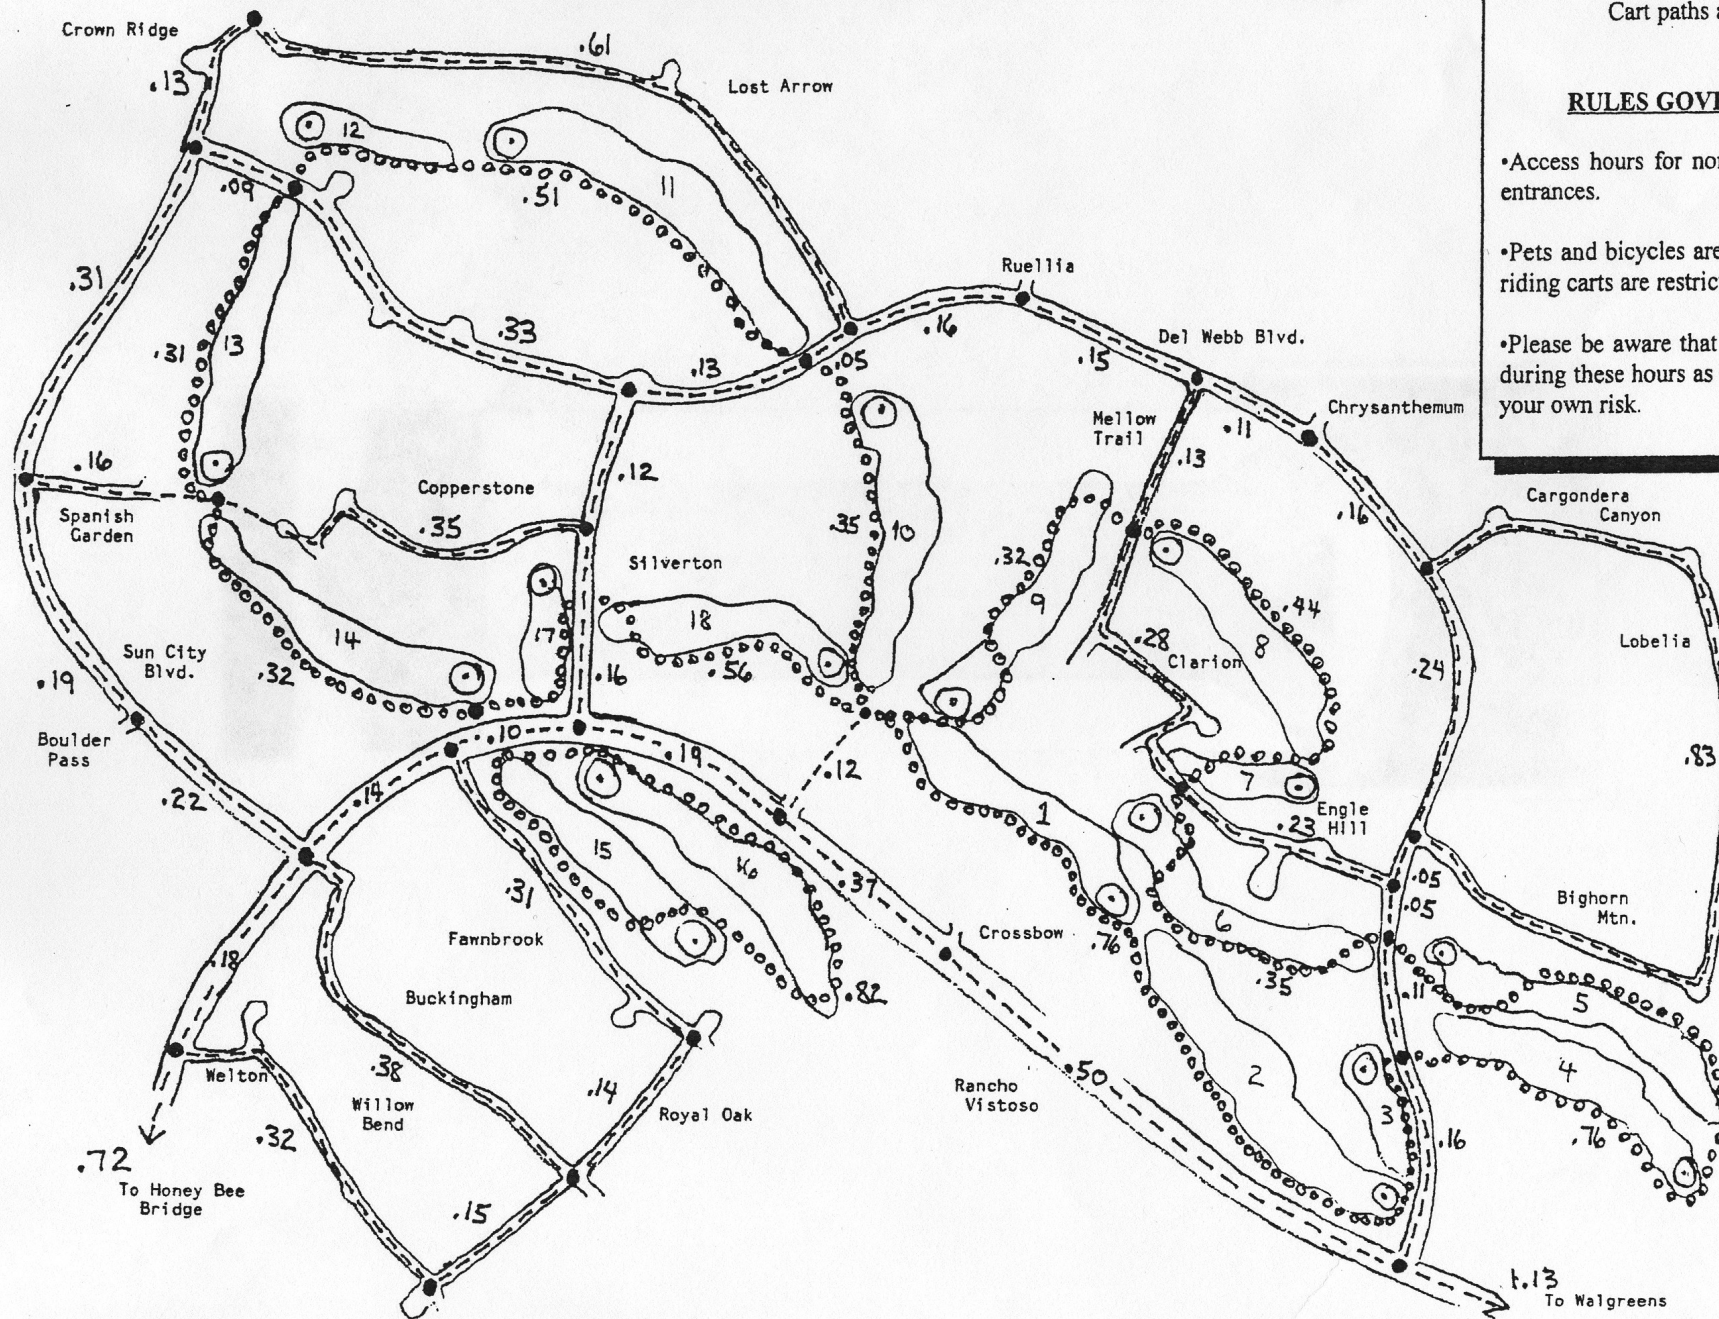 Cart paths a
RULES GOVE
•Access hours for non
entrances.
•Pets and bicycles are
riding carts are restric
•Please be aware that
during these hours as
your own risk.
Crown Ridge
.61
.13
Lost Arrow
12
11
.09
.51
.31
Ruellia
.33
.16
Del Webb Blvd.
.31
13
.13
.05
.15
Chrysanthemum
Mellow
Trail
.11
.16
.12
.13
Copperstone
Cargondera
Canyon
Spanish
Garden
.35
.35
10
.16
Silverton
.32
9
.44
14
17
18
.28
8
Lobelia
Sun City
Blvd.
Clarion
.24
.19
.32
.16
.56
Boulder
Pass
.10
.19
.83
.12
7
.22
.14
1
Engle
Hill
.23
15
16
.37
.05
.31
.05
Bighorn
Mtn.
Fawnbrook
Crossbow
6
.76
.18
.35
.11
5
Buckingham
.82
Welton
.38
.14
.50
2
4
Willow
Bend
Rancho
Vistoso
Royal Oak
3
.32
.16
.76
.72
To Honey Bee
Bridge
.15
1.13
To Walgreens